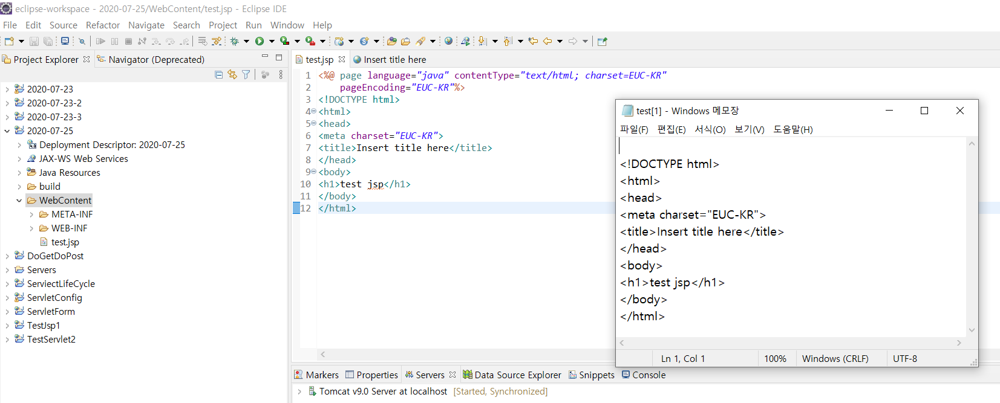 eclipse-workspace - 2020-07-25/WebContent/test.jsp - Eclipse IDE
File Edit Source Refactor Navigate Search Project Run Window Help
Project Explorer
Navigator (Deprecated)
2020-07-23
2020-07-23-2
2020-07-23-3
2020-07-25
Deployment Descriptor: 2020-07-25
JAX-WS Web Services
Java Resources
build
WebContent
META-INF
WEB-INF
test.jsp
DoGetDoPost
Servers
ServiectLifeCycle
ServletConfig
ServletForm
TestJsp1
TestServlet2
test.jsp
Insert title here
1 <%@ page language="java" contentType="text/html; charset=EUC-KR"
2 pageEncoding="EUC-KR"%>
3 <!DOCTYPE html>
4 <html>
5 <head>
6 <meta charset="EUC-KR">
7 <title>Insert title here</title>
8 </head>
9 <body>
10 <h1>test jsp</h1>
11 </body>
12 </html>
test[1] - Windows 메모장
파일(F) 편집(E) 서식(O) 보기(V) 도움말(H)
<!DOCTYPE html>
<html>
<head>
<meta charset="EUC-KR">
<title>Insert title here</title>
</head>
<body>
<h1>test jsp</h1>
</body>
</html>
Ln 1, Col 1 100% Windows (CRLF) UTF-8
Markers Properties Servers Data Source Explorer Snippets Console
Tomcat v9.0 Server at localhost [Started, Synchronized]